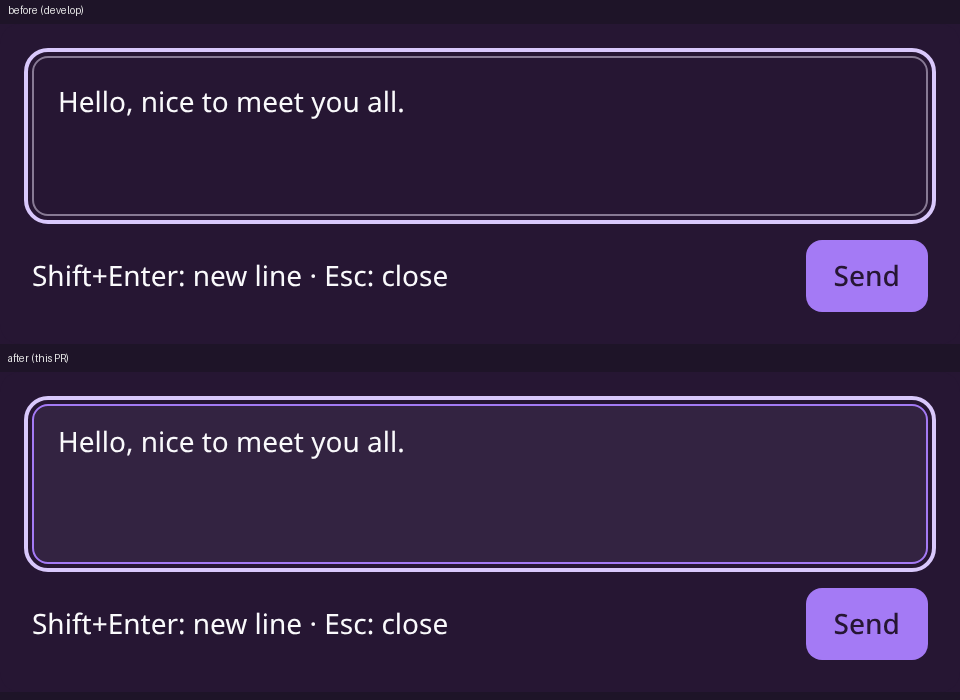 before (develop)
Hello, nice to meet you all.
Shift+Enter: new line · Esc: close
Send
after (this PR)
Hello, nice to meet you all.
Shift+Enter: new line · Esc: close
Send